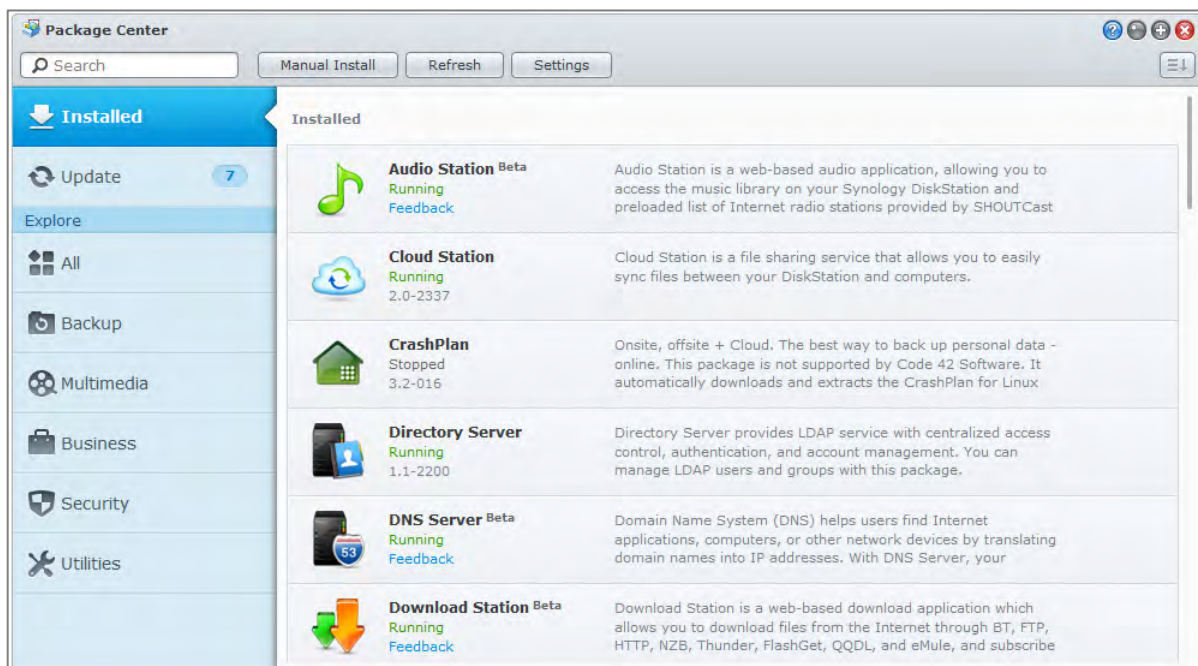 Package Center
Search
Manual Install
Refresh
Settings
Installed
Update
7
Explore
All
Backup
Multimedia
Business
Security
Utilities
Installed
Audio Station Beta
Running
Feedback
Audio Station is a web-based audio application, allowing you to
access the music library on your Synology DiskStation and
preloaded list of Internet radio stations provided by SHOUTCast
Cloud Station
Running
2.0-2337
Cloud Station is a file sharing service that allows you to easily
sync files between your DiskStation and computers.
CrashPlan
Stopped
3.2-016
Onsite, offsite + Cloud. The best way to back up personal data -
online. This package is not supported by Code 42 Software. It
automatically downloads and extracts the CrashPlan for Linux
Directory Server
Running
1.1-2200
Directory Server provides LDAP service with centralized access
control, authentication, and account management. You can
manage LDAP users and groups with this package.
53
DNS Server Beta
Running
Feedback
Domain Name System (DNS) helps users find Internet
applications, computers, or other network devices by translating
domain names into IP addresses. With DNS Server, your
Download Station Beta
Running
Feedback
Download Station is a web-based download application which
allows you to download files from the Internet through BT, FTP,
HTTP, NZB, Thunder, FlashGet, QQDL, and eMule, and subscribe